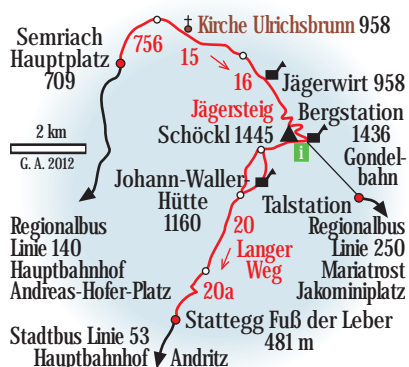 Kirche Ulrichsbrunn 958
Semriach
Hauptplatz
709
756
15
16
Jägerwirt 958
Jägersteig
Bergstation
1436
Gondel-
bahn
Schöckl 1445
i
2 km
G. A. 2012
Johann-Waller-
Hütte
1160
Talstation
Regionalbus
Linie 140
Hauptbahnhof
Andreas-Hofer-Platz
Regionalbus
Linie 250
Mariatrost
Jakominiplatz
20
Langer
Weg
20a
Stattegg Fuß der Leber
481 m
Stadtbus Linie 53
Hauptbahnhof
Andritz